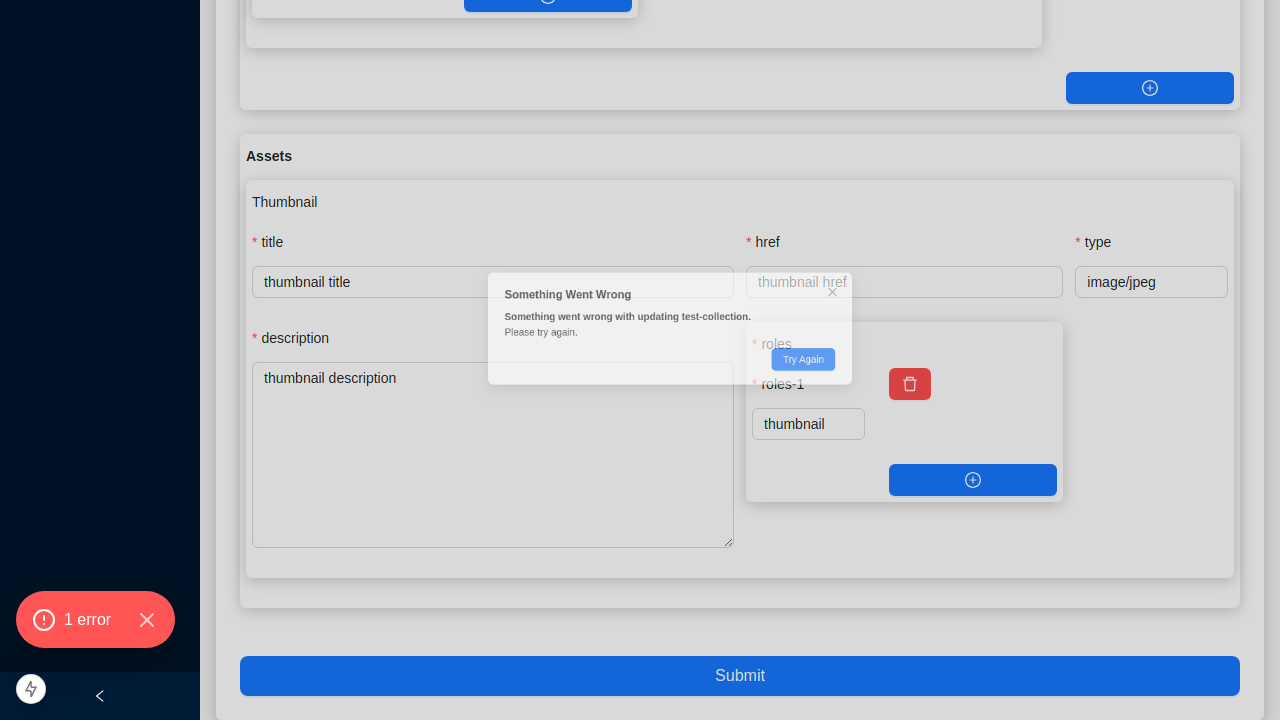 Assets
Thumbnail
* title
* href
* type
thumbnail title
thumbnail href
image/jpeg
Something Went Wrong
Something went wrong with updating test-collection.
Please try again.
Try Again
* description
thumbnail description
* roles
* roles-1
thumbnail
1 error
Submit